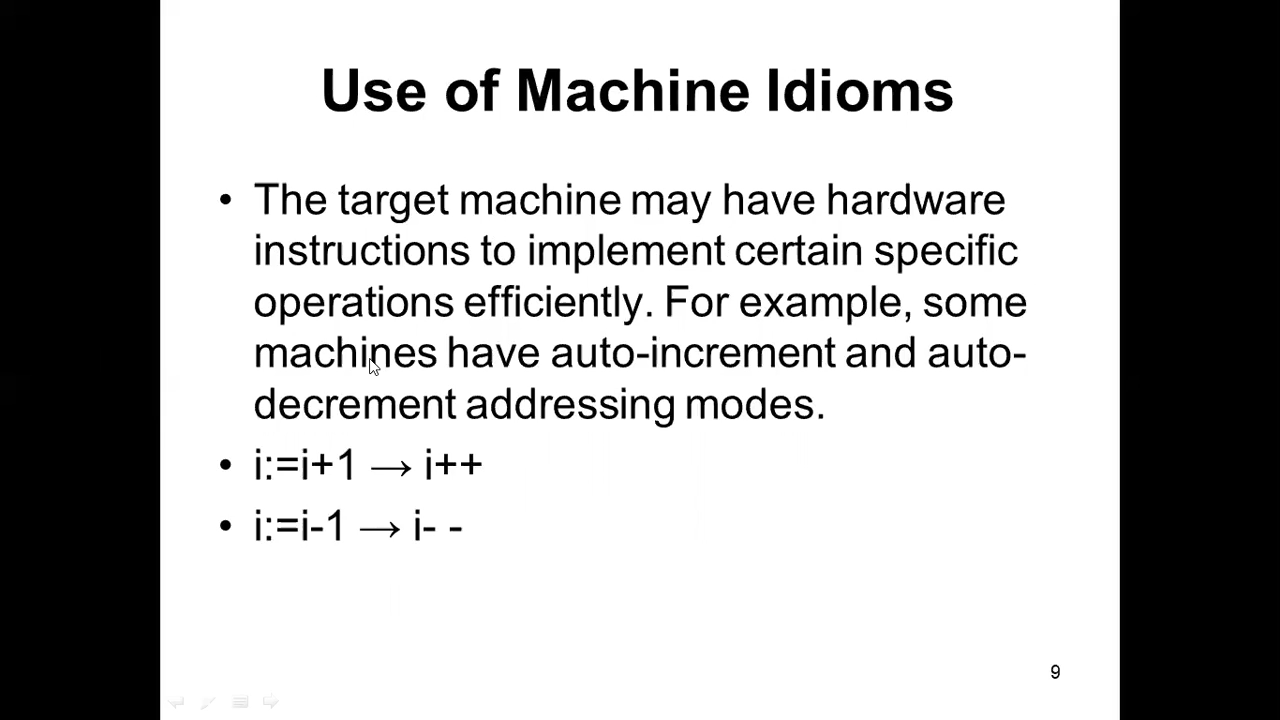 Use of Machine Idioms
• The target machine may have hardware
instructions to implement certain specific
operations efficiently. For example, some
machines have auto-increment and auto-
decrement addressing modes.
• i:=i+1 → i++
• i:=i-1 → i- -
9